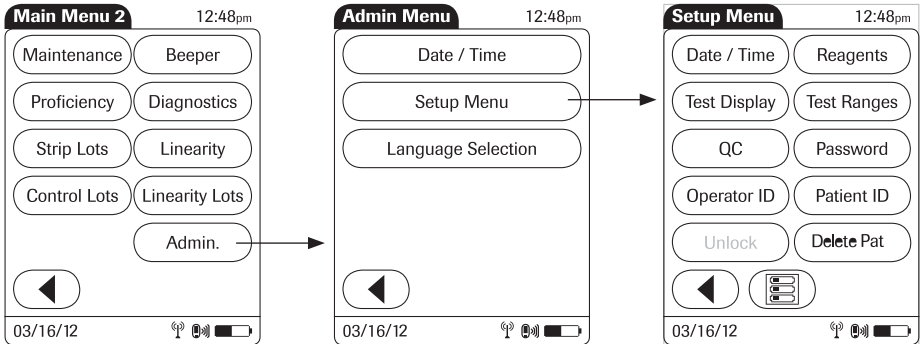 Main Menu 2 12:48pm
Maintenance Beeper
Proficiency Diagnostics
Strip Lots Linearity
Control Lots Linearity Lots
Admin.
03/16/12
Admin Menu 12:48pm
Date / Time
Setup Menu
Language Selection
03/16/12
Setup Menu 12:48pm
Date / Time Reagents
Test Display Test Ranges
QC Password
Operator ID Patient ID
Unlock Delete Pat
03/16/12